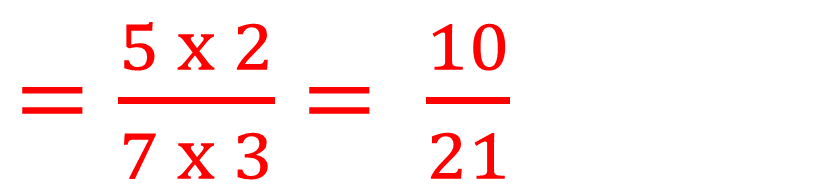 = 5 x 2 / 7 x 3 = 10 / 21